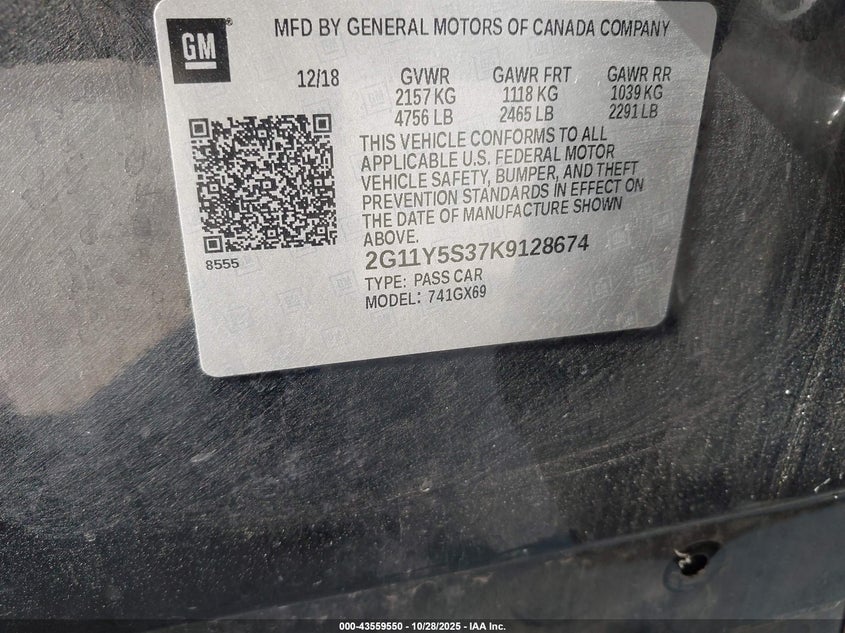 GM
MFD BY GENERAL MOTORS OF CANADA COMPANY
12/18 GVWR GAWR FRT GAWR RR
2157 KG 1118 KG 1039 KG
4756 LB 2465 LB 2291 LB
THIS VEHICLE CONFORMS TO ALL
APPLICABLE U.S. FEDERAL MOTOR
VEHICLE SAFETY, BUMPER, AND THEFT
PREVENTION STANDARDS IN EFFECT ON
THE DATE OF MANUFACTURE SHOWN
ABOVE.
8555
2G11Y5S37K9128674
TYPE: PASS CAR
MODEL: 741GX69
000-43559550 | 10/28/2025 - IAA Inc.